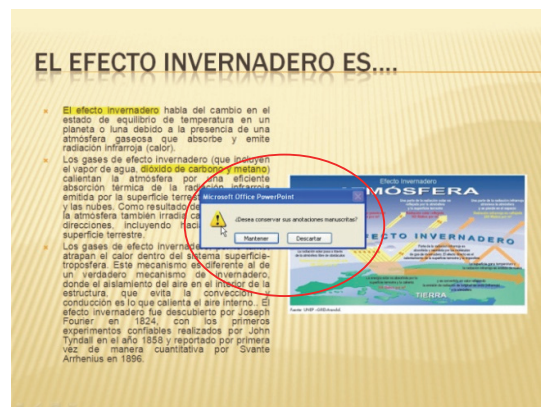 EL EFECTO INVERNADERO ES....
El efecto invernadero habla del cambio en el
estado de equilibrio de temperatura en un
planeta o luna debido a la presencia de una
atmósfera gaseosa que absorbe y emite
radiación infrarroja (calor).
Los gases de efecto invernadero (que incluyen
el vapor de agua, dióxido de carbono y metano)
calientan la atmósfera por una eficiente
absorción térmica de la radiación infrarroja
emitida por la superficie terrest
y las nubes. Como resultado de
la atmósfera también irradia ca
direcciones, incluyendo haci
superficie terrestre.
Los gases de efecto invernade
atrapan el calor dentro del sistema superficie-
troposfera. Este mecanismo es diferente al de
un verdadero mecanismo de invernadero,
donde el aislamiento del aire en el interior de la
estructura, que evita la convección y
conducción es lo que calienta el aire interno.. El
efecto invernadero fue descubierto por Joseph
Fourier en 1824, con los primeros
experimentos confiables realizados por John
Tyndall en el año 1858 y reportado por primera
vez de manera cuantitativa por Svante
Arrhenius en 1896.
Microsoft Office PowerPoint
¿Desea conservar sus anotaciones manuscritas?
Mantener Descartar
Efecto Invernadero
MÓSFERA
EFECTO INVERNADERO
TIERRA